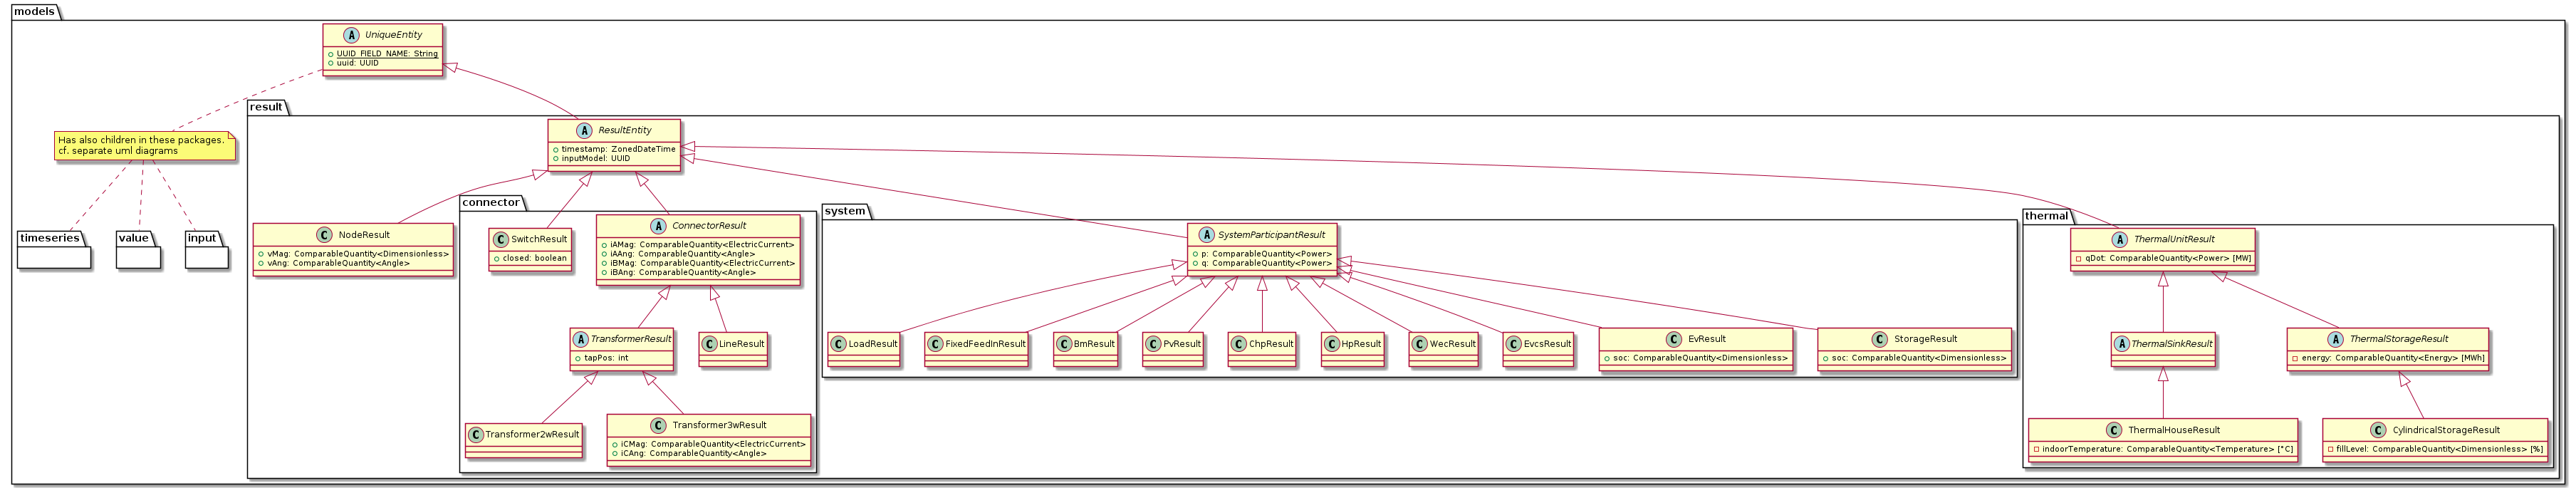 models
A UniqueEntity
UUID_FIELD_NAME: String
uuid: UUID
result
Has also children in these packages.
cf. separate uml diagrams
A ResultEntity
timestamp: ZonedDateTime
inputModel: UUID
timeseries
value
input
C NodeResult
vMag: ComparableQuantity<Dimensionless>
vAng: ComparableQuantity<Angle>
connector
C SwitchResult
closed: boolean
A ConnectorResult
iAMag: ComparableQuantity<ElectricCurrent>
iAAng: ComparableQuantity<Angle>
iBMag: ComparableQuantity<ElectricCurrent>
iBAng: ComparableQuantity<Angle>
A TransformerResult
tapPos: int
C LineResult
C Transformer2wResult
C Transformer3wResult
iCMag: ComparableQuantity<ElectricCurrent>
iCAng: ComparableQuantity<Angle>
system
A SystemParticipantResult
p: ComparableQuantity<Power>
q: ComparableQuantity<Power>
C LoadResult
C FixedFeedInResult
C BmResult
C PvResult
C ChpResult
C HpResult
C WecResult
C EvcsResult
C EvResult
soc: ComparableQuantity<Dimensionless>
C StorageResult
soc: ComparableQuantity<Dimensionless>
thermal
A ThermalUnitResult
qDot: ComparableQuantity<Power> [MW]
A ThermalSinkResult
A ThermalStorageResult
energy: ComparableQuantity<Energy> [MWh]
C ThermalHouseResult
indoorTemperature: ComparableQuantity<Temperature> [°C]
C CylindricalStorageResult
fillLevel: ComparableQuantity<Dimensionless> [%]